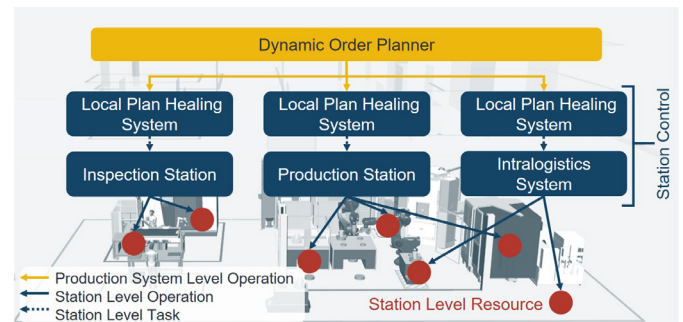 Dynamic Order Planner
Local Plan Healing
System
Local Plan Healing
System
Local Plan Healing
System
Inspection Station
Production Station
Intralogistics
System
Station Control
Production System Level Operation
Station Level Operation
Station Level Task
Station Level Resource